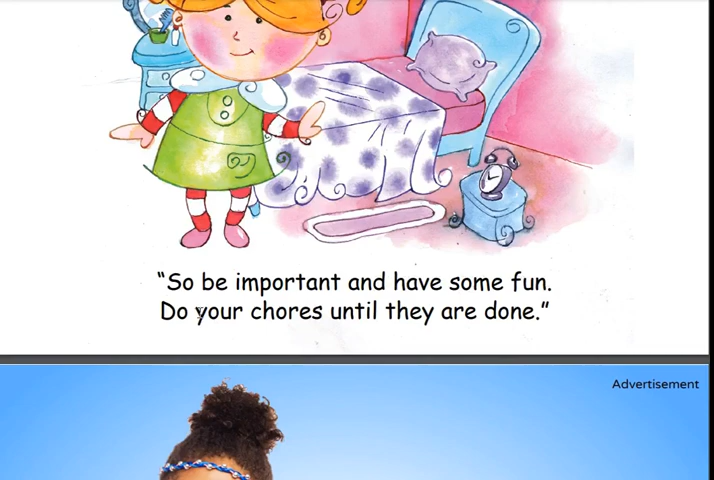 “So be important and have some fun.
Do your chores until they are done.”
Advertisement